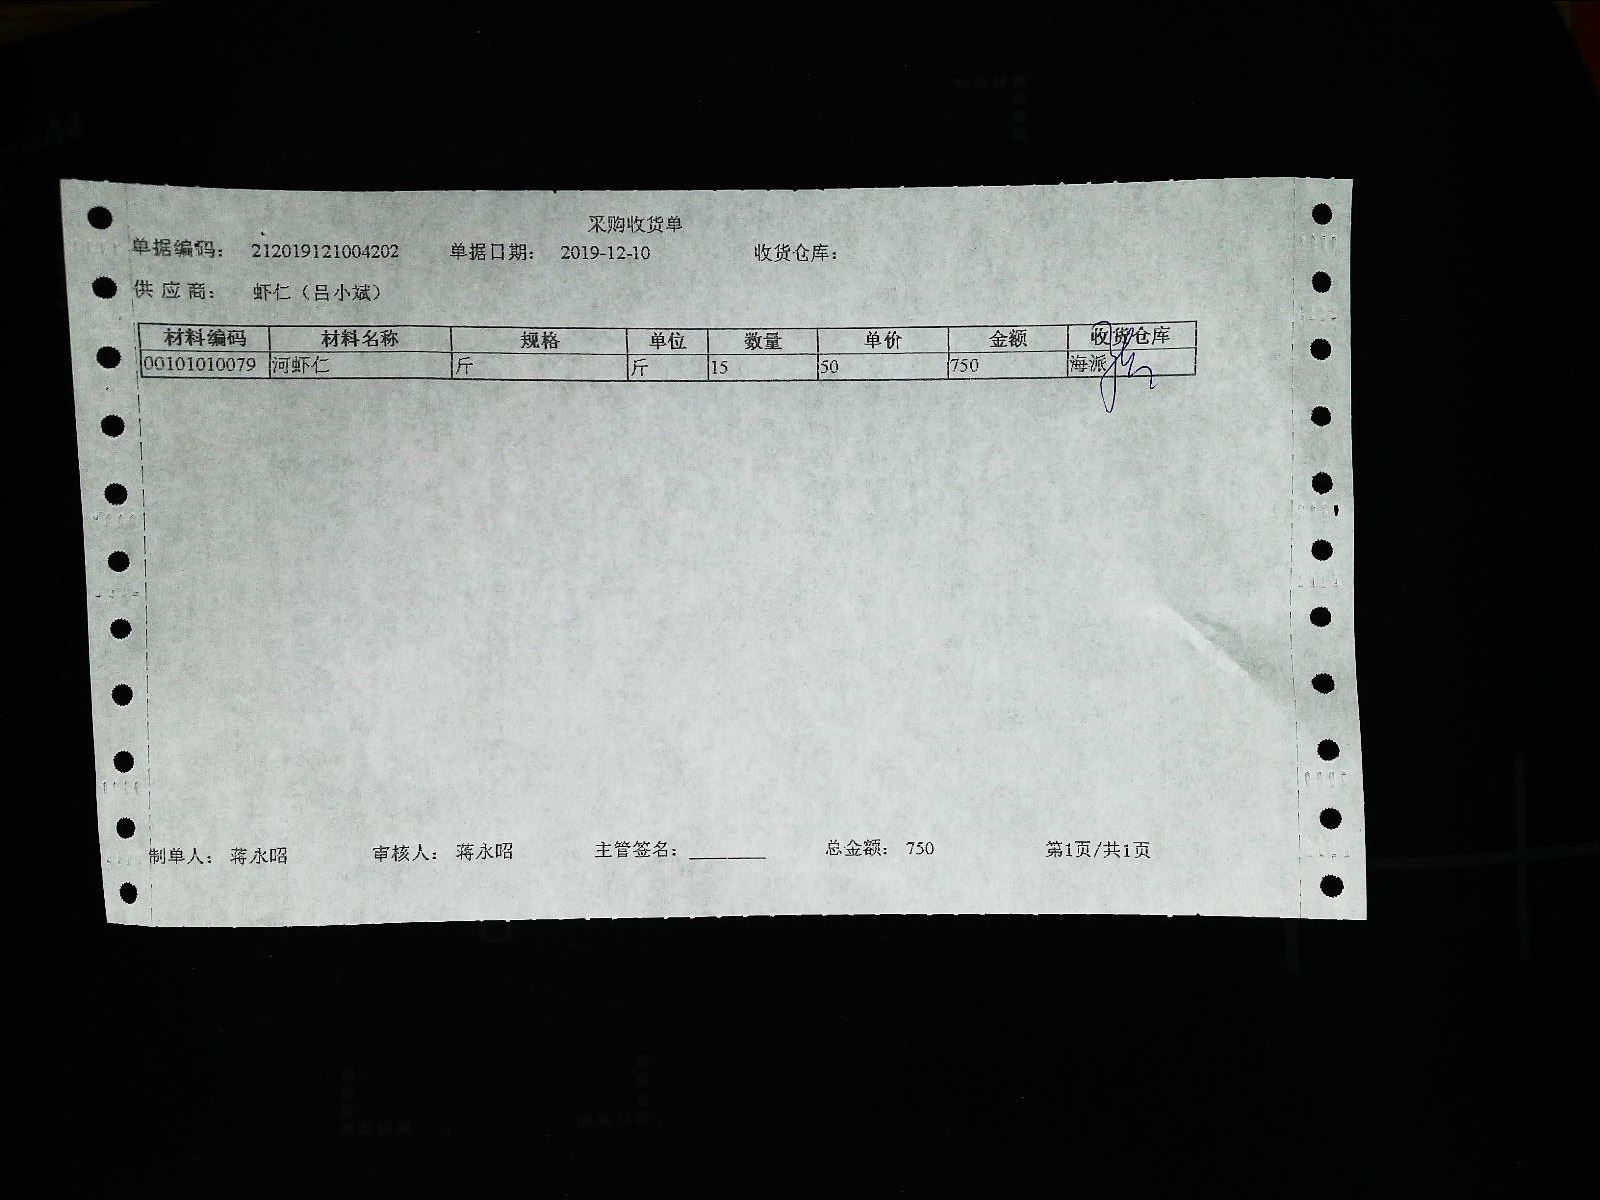 采购收货单
单据编码： 212019121004202 单据日期： 2019-12-10 收货仓库：
供应商： 虾仁（吕小斌）
材料编码 材料名称 规格 单位 数量 单价 金额 收货仓库
00101010079 河虾仁 斤 斤 15 50 750 海派
制单人： 蒋永昭 审核人： 蒋永昭 主管签名：________ 总金额： 750 第1页/共1页